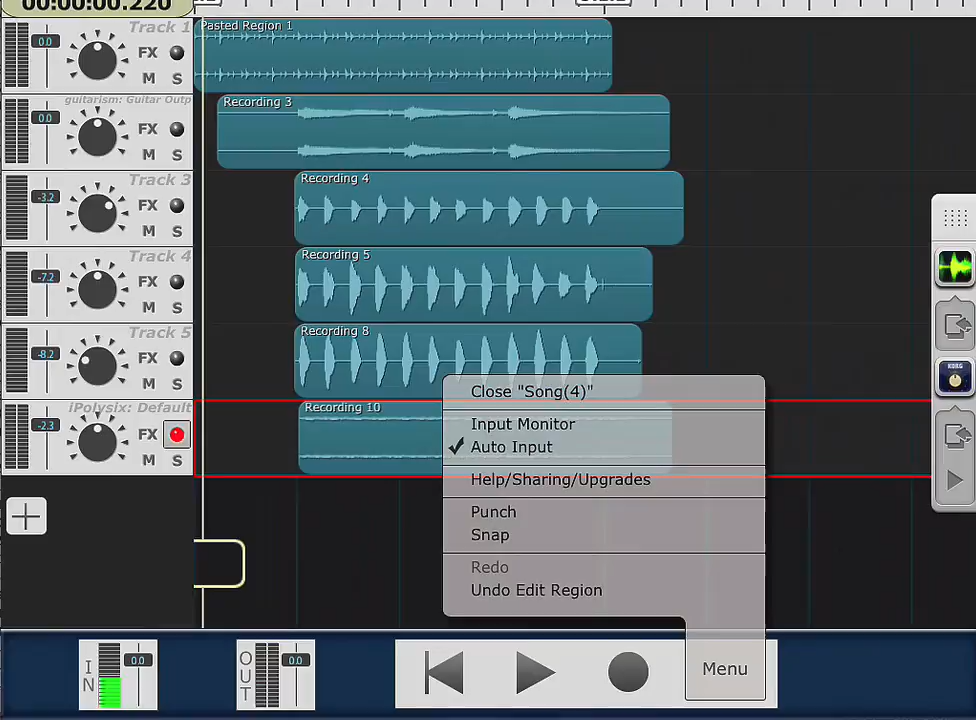 00:00:00.220
Track 1
0.0
FX
M S
Pasted Region 1
guitarism: Guitar Outp
0.0
FX
M S
Recording 3
Track 3
-3.2
FX
M S
Recording 4
Track 4
-7.2
FX
M S
Recording 5
Track 5
-8.2
FX
M S
Recording 8
iPolysix: Default
-2.3
FX
M S
Recording 10
Close "Song(4)"
Input Monitor
Auto Input
Help/Sharing/Upgrades
Punch
Snap
Redo
Undo Edit Region
KORG
IN
0.0
OUT
0.0
Menu